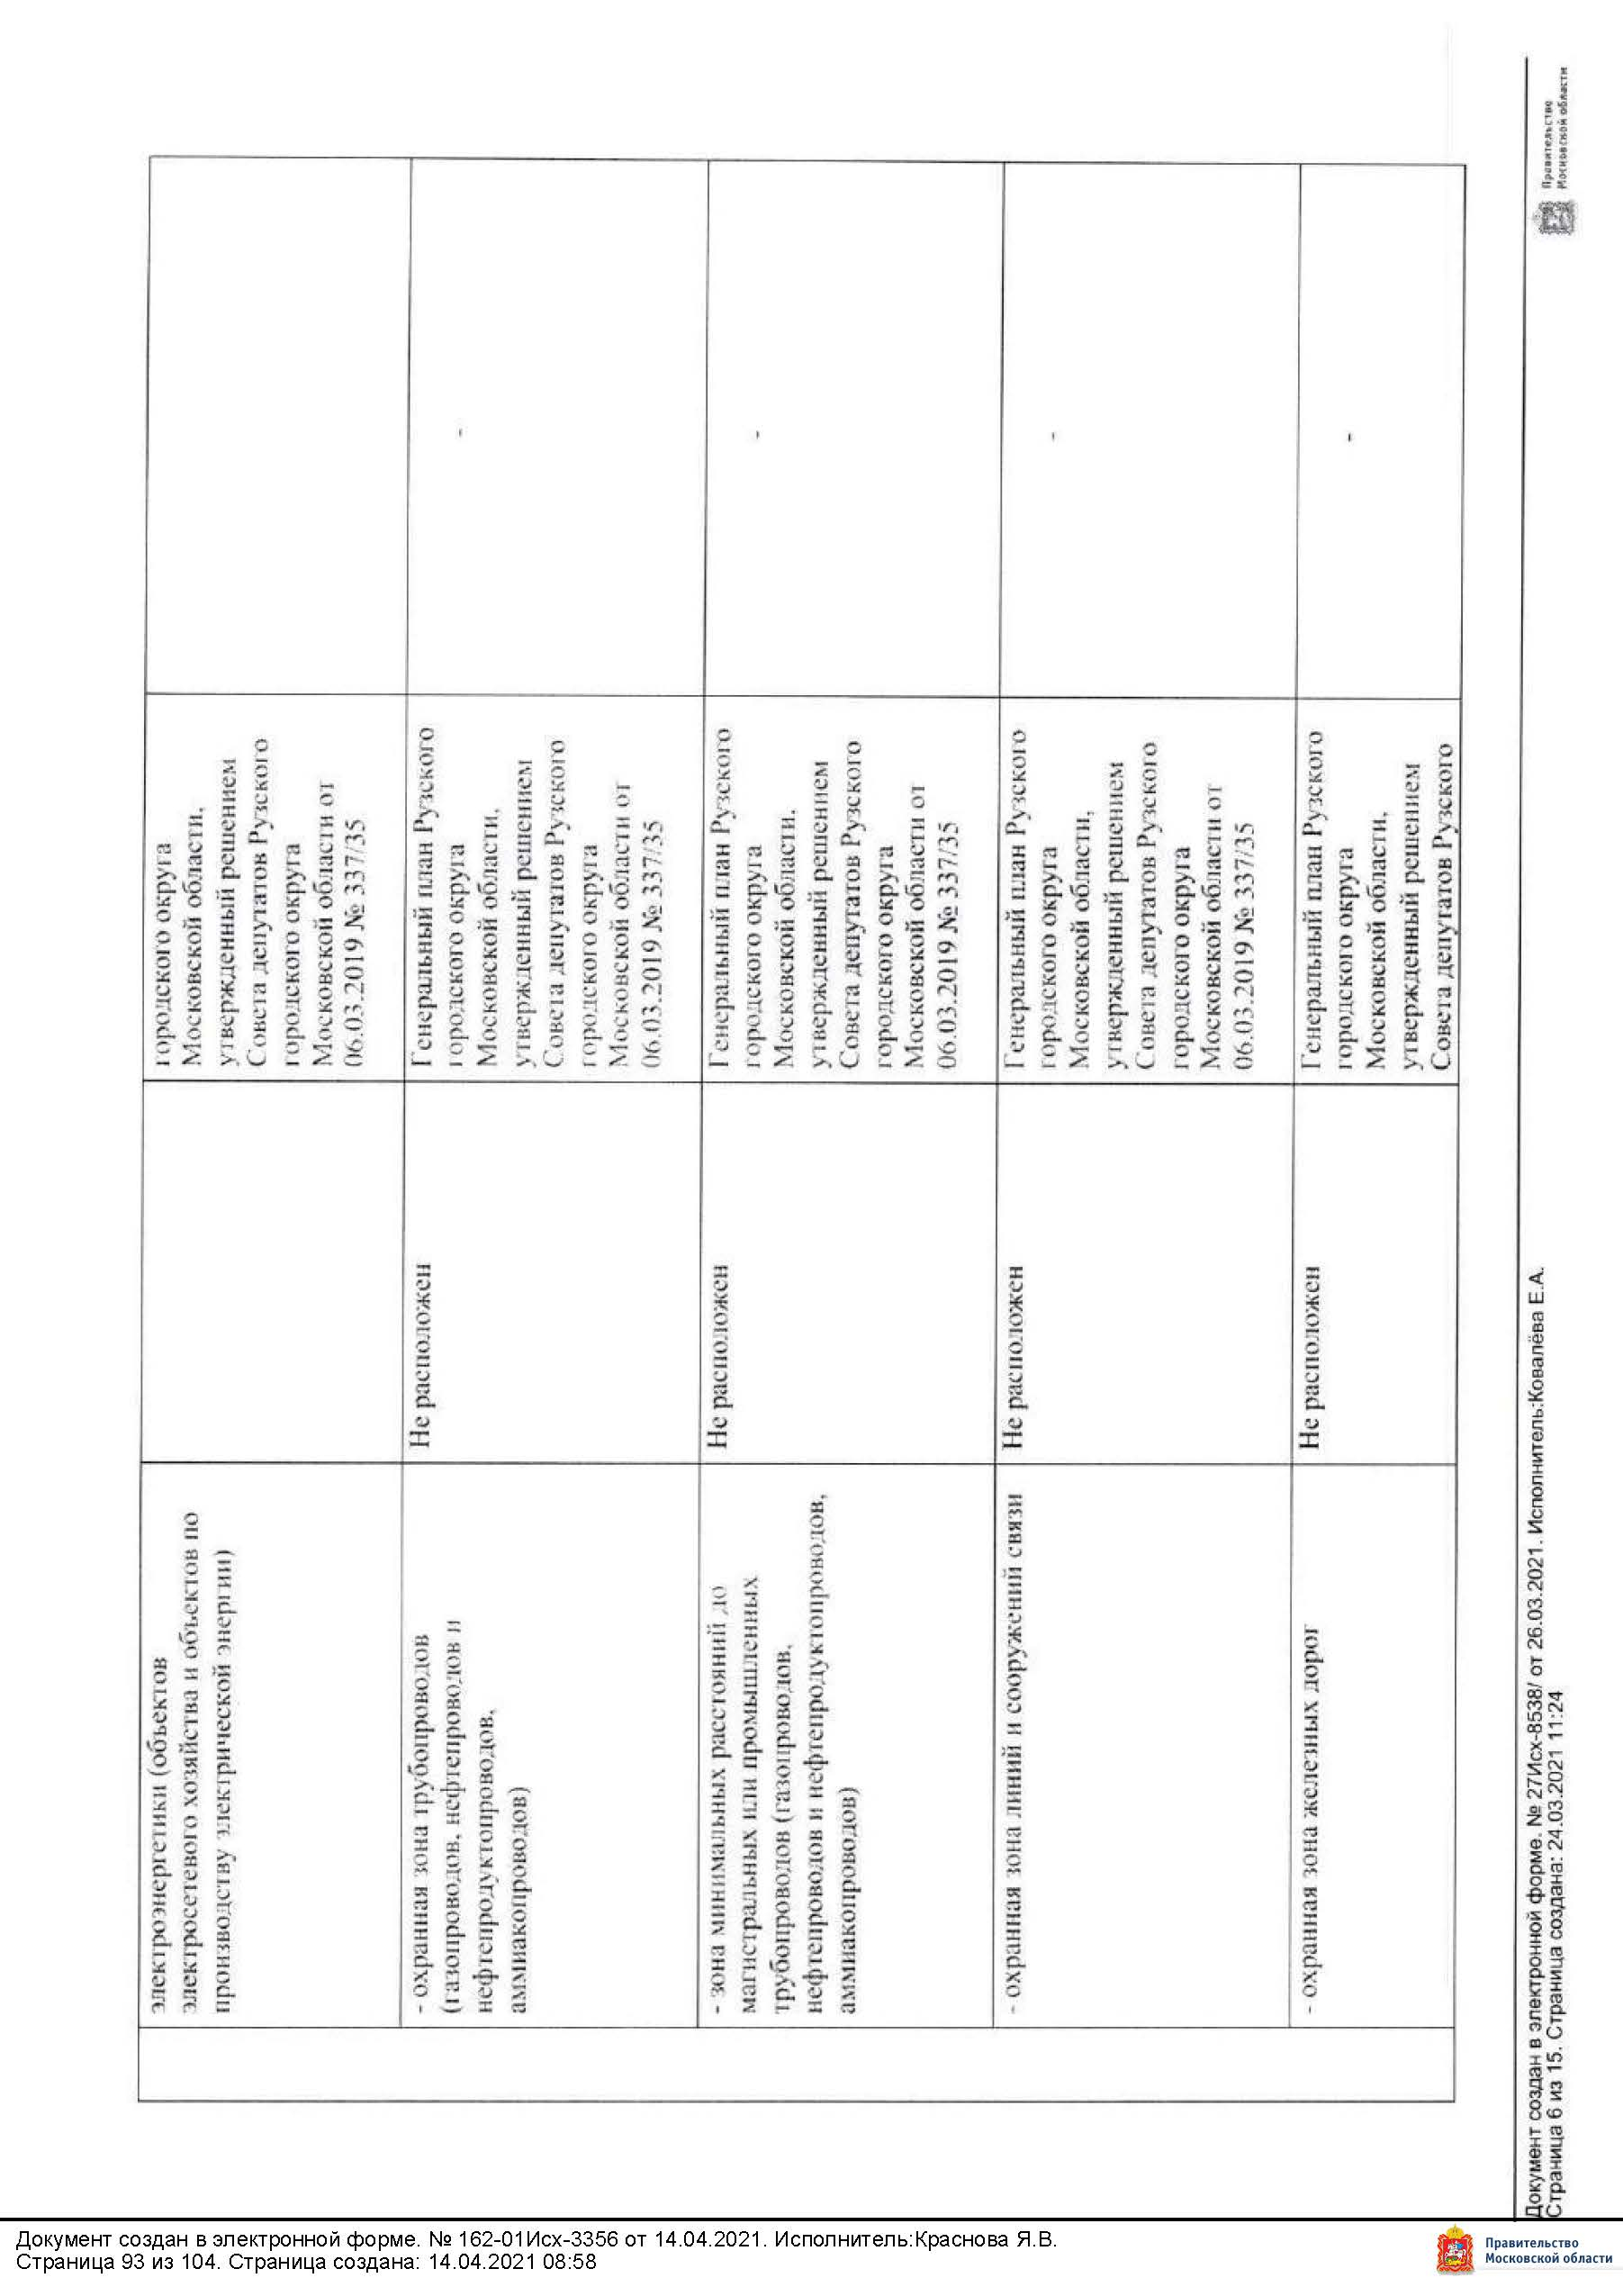 электроэнергетики (объектов
электросетевого хозяйства и объектов по
производству электрической энергии)
городского округа
Московской области,
утвержденный решением
Совета депутатов Рузского
городского округа
Московской области от
06.03.2019 № 337/35
- охранная зона трубопроводов
(газопроводов, нефтепроводов и
нефтепродуктопроводов,
аммиакопроводов)
Не расположен
Генеральный план Рузского
городского округа
Московской области,
утвержденный решением
Совета депутатов Рузского
городского округа
Московской области от
06.03.2019 № 337/35
-
- зона минимальных расстояний до
магистральных или промышленных
трубопроводов (газопроводов,
нефтепроводов и нефтепродуктопроводов,
аммиакопроводов)
Не расположен
Генеральный план Рузского
городского округа
Московской области,
утвержденный решением
Совета депутатов Рузского
городского округа
Московской области от
06.03.2019 № 337/35
-
- охранная зона линий и сооружений связи
Не расположен
Генеральный план Рузского
городского округа
Московской области,
утвержденный решением
Совета депутатов Рузского
городского округа
Московской области от
06.03.2019 № 337/35
-
- охранная зона железных дорог
Не расположен
Генеральный план Рузского
городского округа
Московской области,
утвержденный решением
Совета депутатов Рузского
-
Документ создан в электронной форме. № 27Исх-8538/ от 26.03.2021. Исполнитель:Ковалёва Е.А.
Страница 6 из 15. Страница создана: 24.03.2021 11:24
Правительство
Московской области
Документ создан в электронной форме. № 162-01Исх-3356 от 14.04.2021. Исполнитель:Краснова Я.В.
Страница 93 из 104. Страница создана: 14.04.2021 08:58
Правительство
Московской области